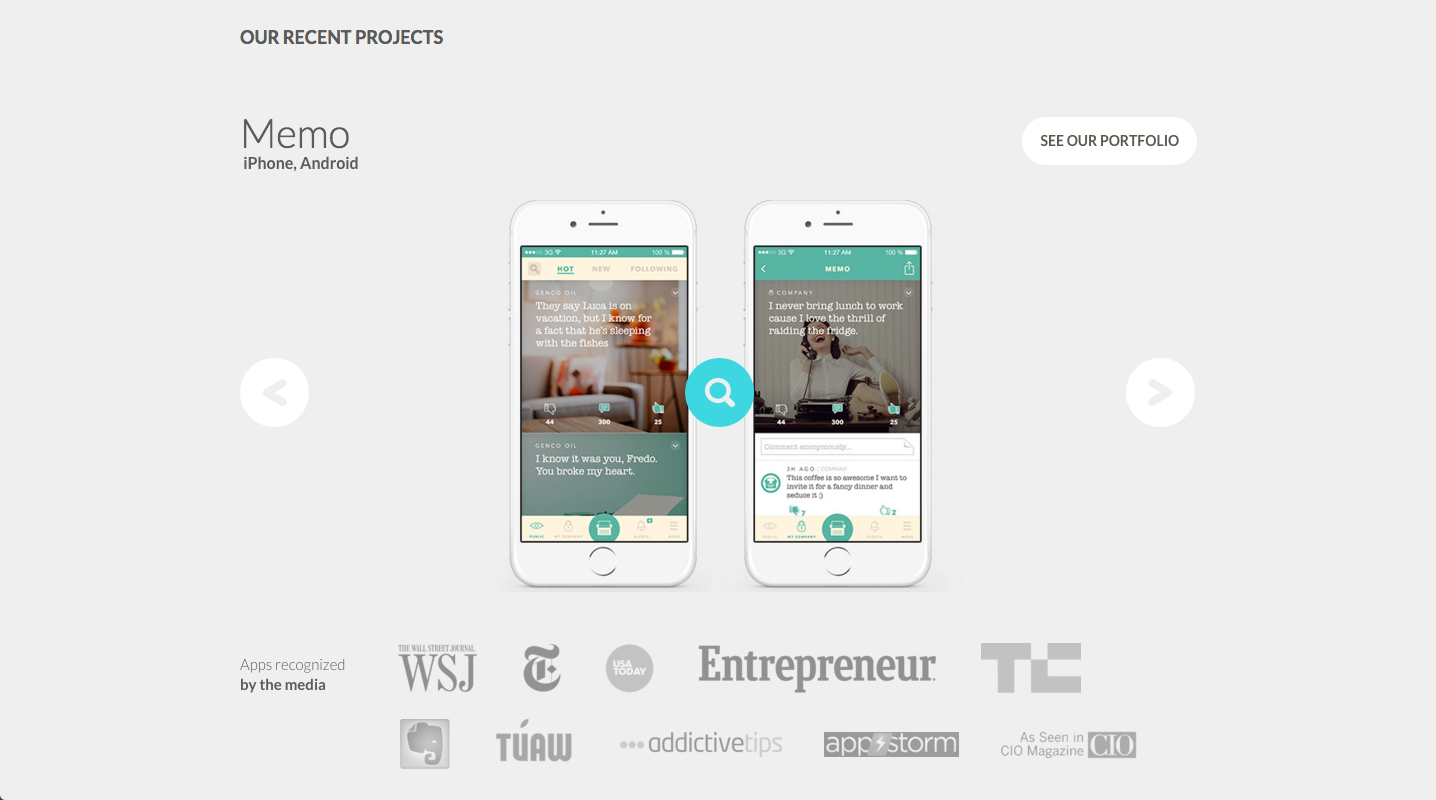 OUR RECENT PROJECTS
Memo
iPhone, Android
SEE OUR PORTFOLIO
3G 11:27 AM 100 %
HOT NEW FOLLOWING
GENCO OIL
They say Luca is on
vacation, but I know for
a fact that he's sleeping
with the fishes
44 300 25
GENCO OIL
I know it was you, Fredo.
You broke my heart.
PUBLIC MY COMPANY ALERTS MORE
3G 11:27 AM 100 %
MEMO
COMPANY
I never bring lunch to work
cause I love the thrill of
raiding the fridge.
44 300 25
Comment anonymously...
3H AGO | COMPANY
This coffee is so awesome I want to
invite it for a fancy dinner and
seduce it ;)
7 2
PUBLIC MY COMPANY ALERTS MORE
Apps recognized
by the media
THE WALL STREET JOURNAL
WSJ
T
USA
TODAY
Entrepreneur
TC
TUAW
addictivetips
appstorm
As Seen in
CIO Magazine
CIO